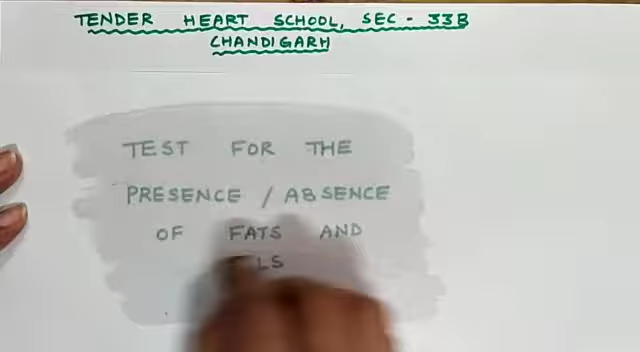 TENDER HEART SCHOOL, SEC - 33B
CHANDIGARH
TEST FOR THE
PRESENCE / ABSENCE
OF FATS AND